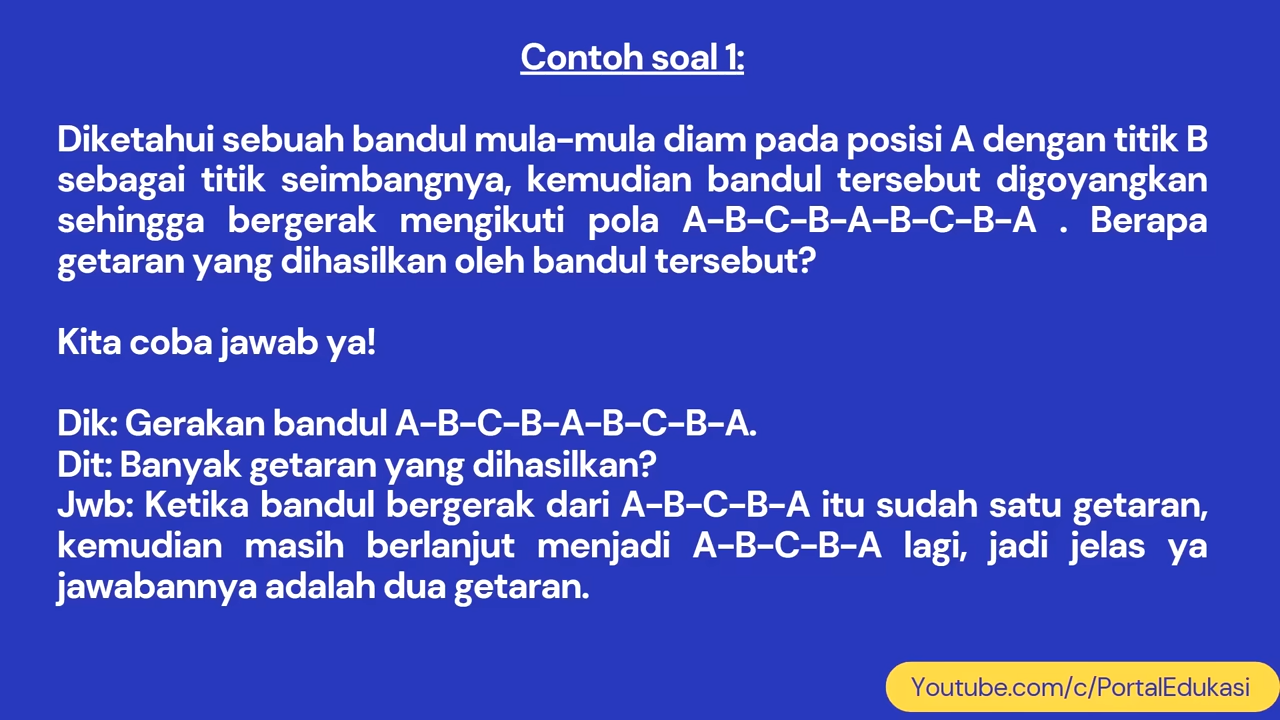 Contoh soal 1:
Diketahui sebuah bandul mula-mula diam pada posisi A dengan titik B
sebagai titik seimbangnya, kemudian bandul tersebut digoyangkan
sehingga bergerak mengikuti pola A-B-C-B-A-B-C-B-A . Berapa
getaran yang dihasilkan oleh bandul tersebut?
Kita coba jawab ya!
Dik: Gerakan bandul A-B-C-B-A-B-C-B-A.
Dit: Banyak getaran yang dihasilkan?
Jwb: Ketika bandul bergerak dari A-B-C-B-A itu sudah satu getaran,
kemudian masih berlanjut menjadi A-B-C-B-A lagi, jadi jelas ya
jawabannya adalah dua getaran.
Youtube.com/c/PortalEdukasi